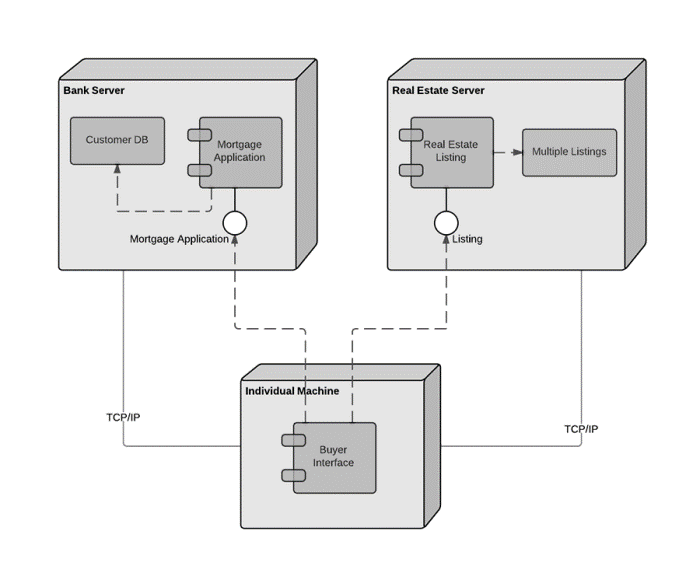 Bank Server
Real Estate Server
Customer DB
Mortgage
Application
Real Estate
Listing
Multiple Listings
Mortgage Application
Listing
Individual Machine
TCP/IP
TCP/IP
Buyer
Interface